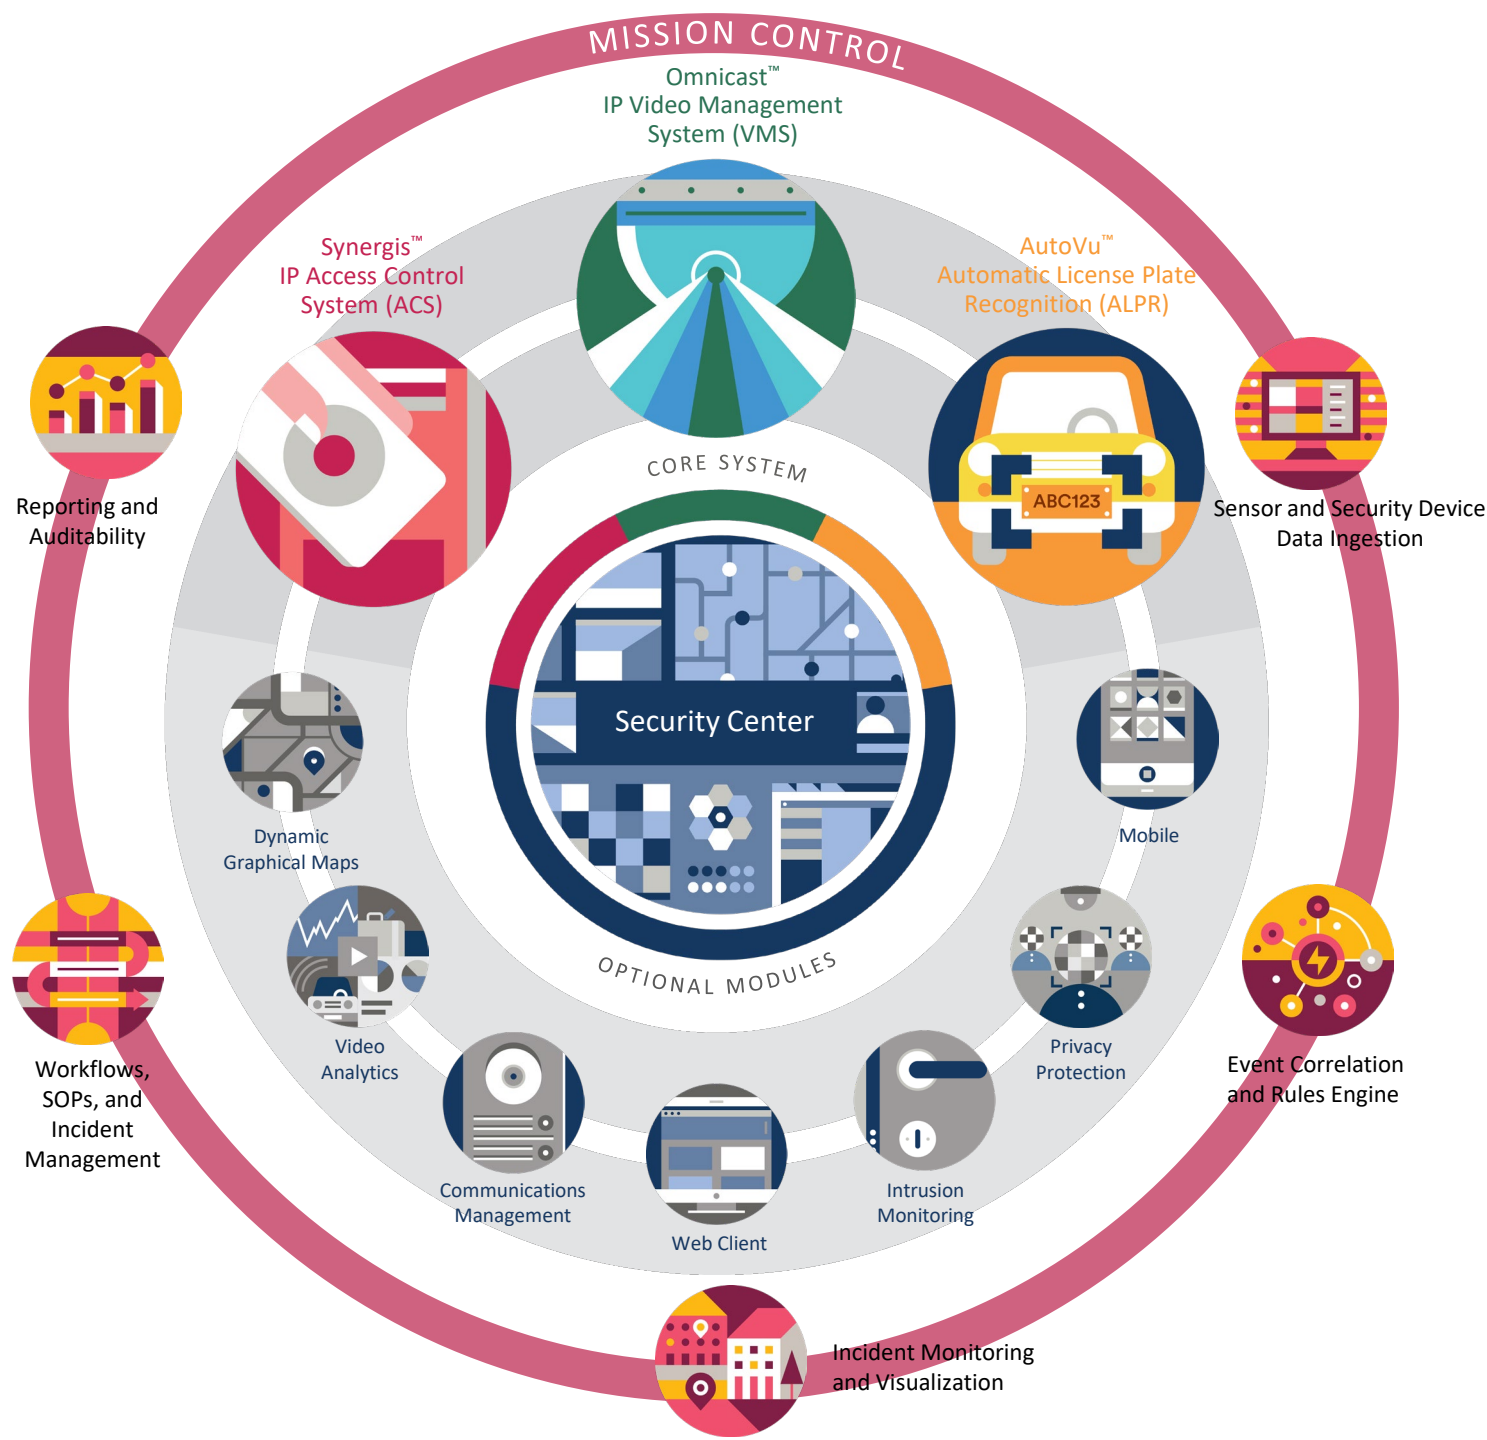 MISSION CONTROL
Omnicast™
IP Video Management
System (VMS)
Synergis™
IP Access Control
System (ACS)
AutoVu™
Automatic License Plate
Recognition (ALPR)
ABC123
CORE SYSTEM
Reporting and
Auditability
Sensor and Security Device
Data Ingestion
Security Center
Dynamic
Graphical Maps
Mobile
OPTIONAL MODULES
Video
Analytics
Privacy
Protection
Workflows,
SOPs, and
Incident
Management
Event Correlation
and Rules Engine
Communications
Management
Intrusion
Monitoring
Web Client
Incident Monitoring
and Visualization